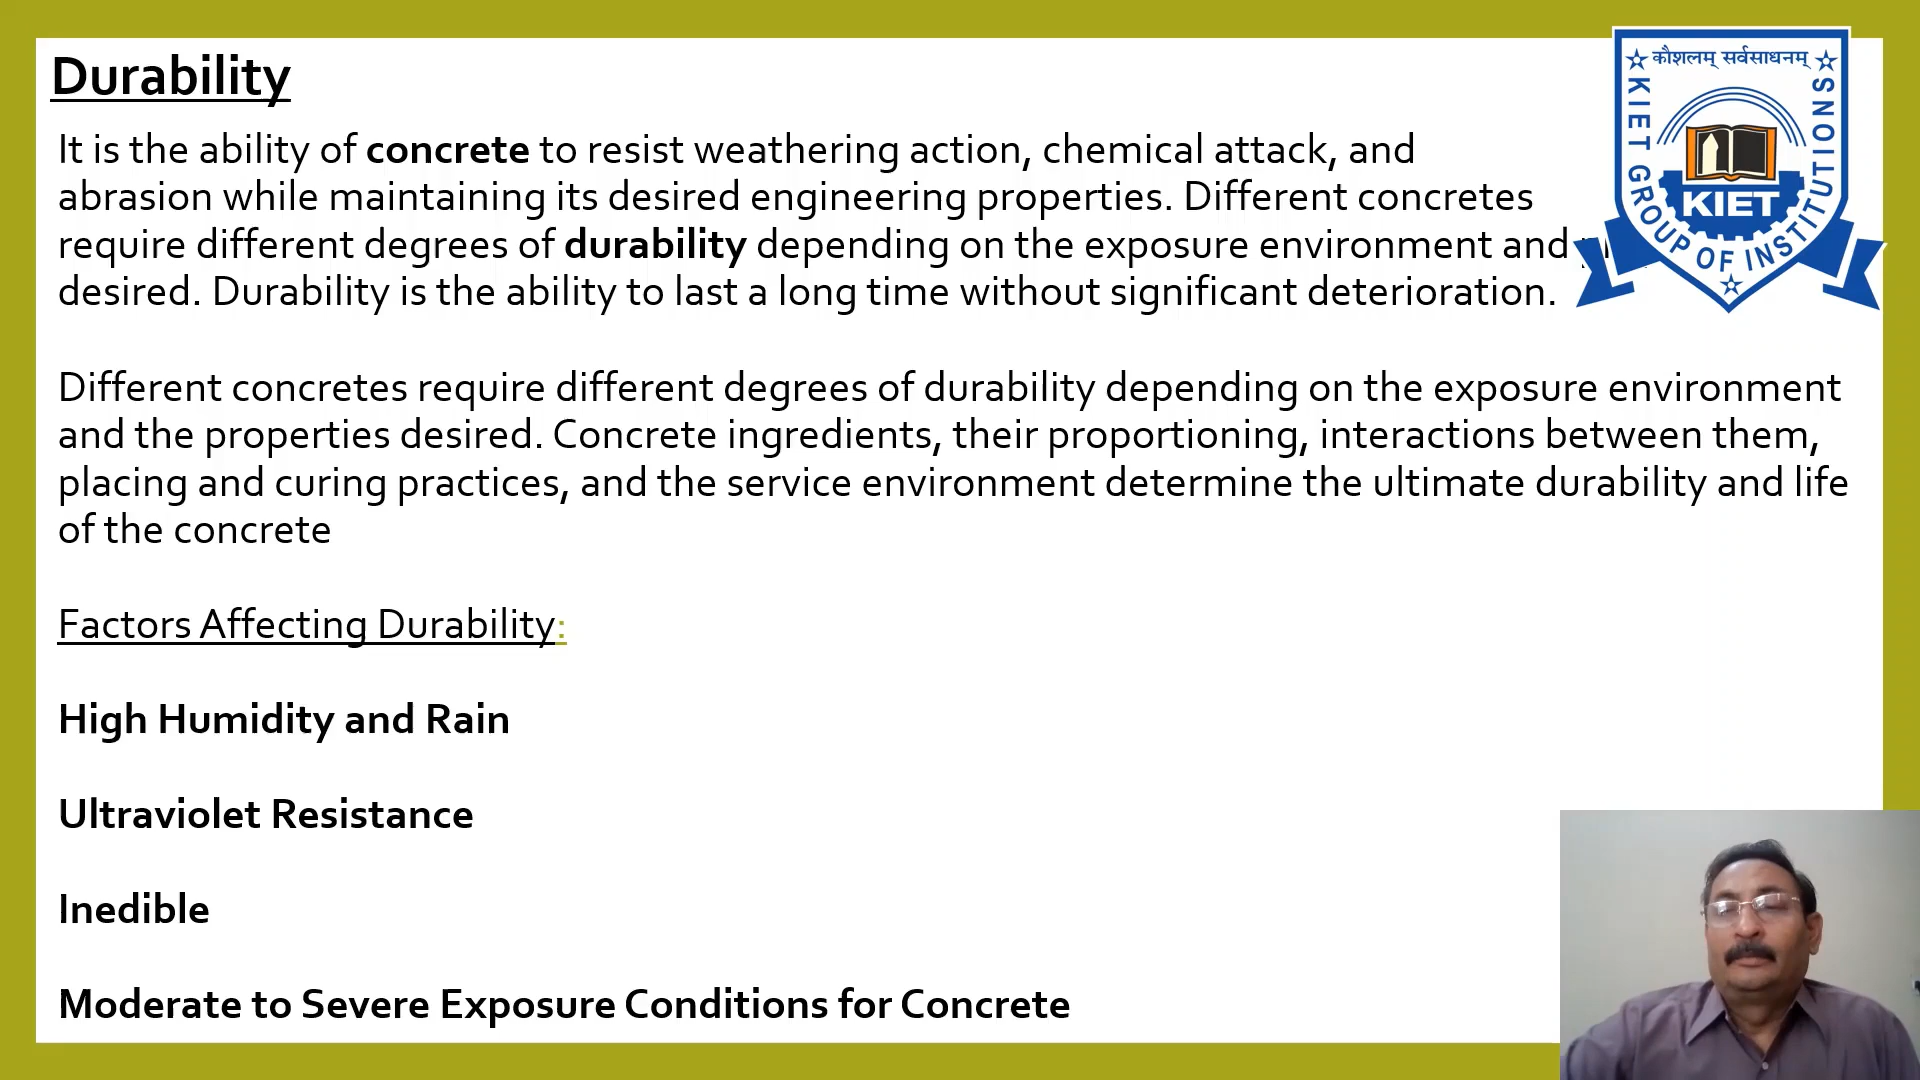 Durability
It is the ability of concrete to resist weathering action, chemical attack, and
abrasion while maintaining its desired engineering properties. Different concretes
require different degrees of durability depending on the exposure environment and
desired. Durability is the ability to last a long time without significant deterioration.
Different concretes require different degrees of durability depending on the exposure environment
and the properties desired. Concrete ingredients, their proportioning, interactions between them,
placing and curing practices, and the service environment determine the ultimate durability and life
of the concrete
Factors Affecting Durability:
High Humidity and Rain
Ultraviolet Resistance
Inedible
Moderate to Severe Exposure Conditions for Concrete
कौशलम् सर्वसाधनम्
KIET GROUP OF INSTITUTIONS
KIET